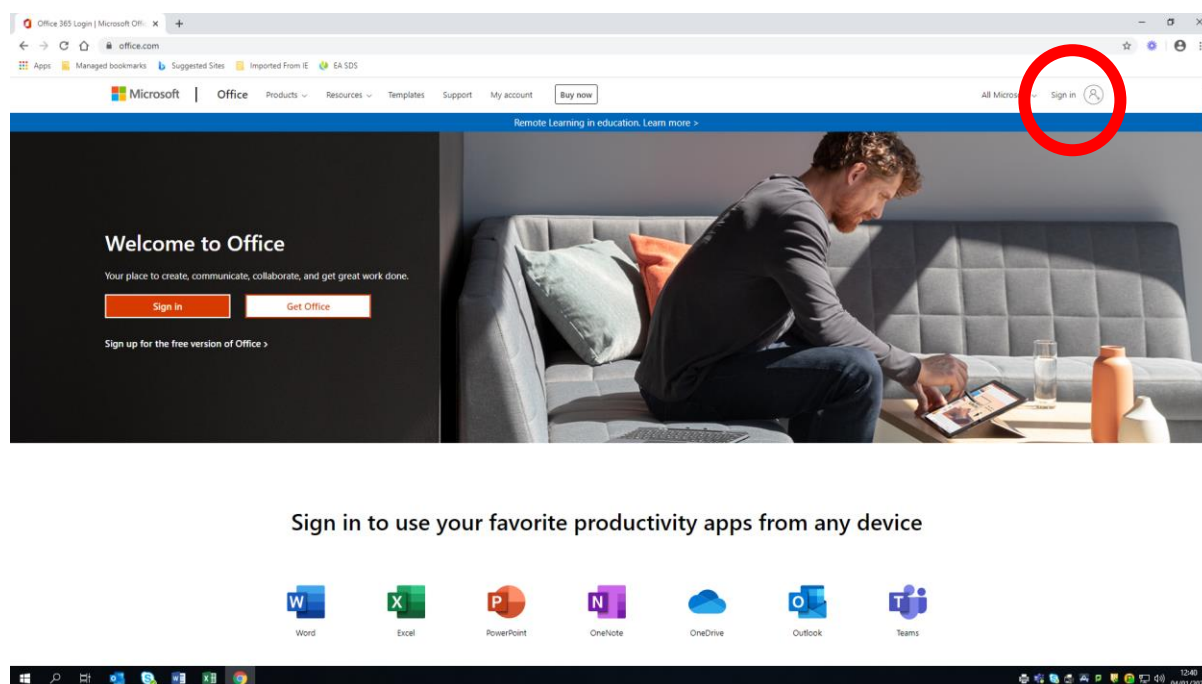 Office 365 Login | Microsoft Offi
office.com
Apps Managed bookmarks Suggested Sites Imported From IE EA SDS
Microsoft | Office Products Resources Templates Support My account Buy now All Sign in
Remote Learning in education. Learn more >
Welcome to Office
Your place to create, communicate, collaborate, and get great work done.
Sign in Get Office
Sign up for the free version of Office >
Sign in to use your favorite productivity apps from any device
Word Excel PowerPoint OneNote OneDrive Outlook Teams
12:40